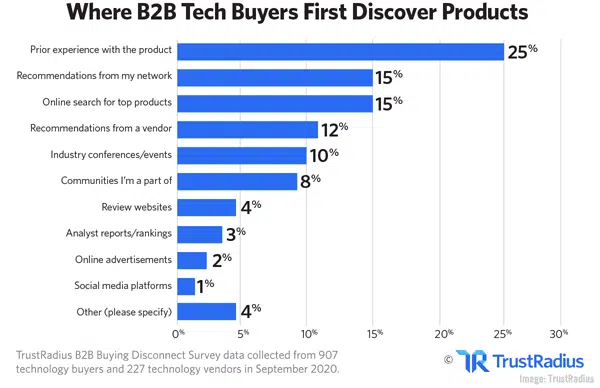 Where B2B Tech Buyers First Discover Products
Prior experience with the product 25%
Recommendations from my network 15%
Online search for top products 15%
Recommendations from a vendor 12%
Industry conferences/events 10%
Communities I'm a part of 8%
Review websites 4%
Analyst reports/rankings 3%
Online advertisements 2%
Social media platforms 1%
Other (please specify) 4%
0% 5% 10% 15% 20% 25% 30%
TrustRadius B2B Buying Disconnect Survey data collected from 907
technology buyers and 227 technology vendors in September 2020.
© TR TrustRadius
Image: TrustRadius